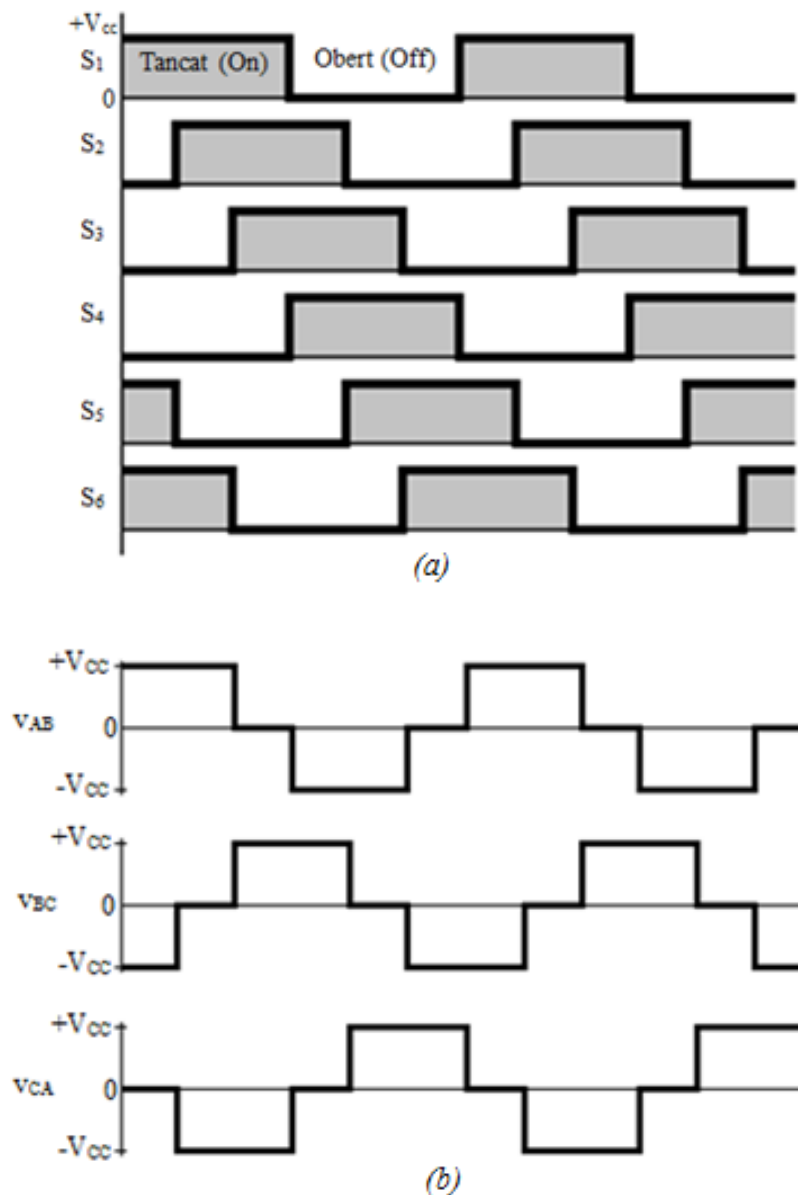 +Vcc
S1 Tancat (On) Obert (Off)
0
S2
S3
S4
S5
S6
(a)
+VCC
vAB 0
-VCC
+VCC
vBC 0
-VCC
+VCC
vCA 0
-VCC
(b)